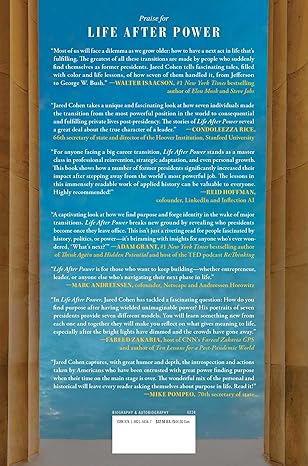 Praise for
LIFE AFTER POWER
"Most of us will face a dilemma as we grow older: how to have a next act in life that's
fulfilling. The greatest of all these transitions are made by people who suddenly
find themselves as former presidents. Jared Cohen tells fascinating tales, filled
with color and life lessons, of how seven of them handled it, from Jefferson
to George W. Bush." —WALTER ISAACSON, #1 New York Times bestselling
author of Elon Musk and Steve Jobs
"Jared Cohen takes a unique and fascinating look at how seven individuals made
the transition from the most powerful position in the world to consequential
and fulfilling private post-presidency. The stories of Life After Power reveal
a great deal about the true character of a leader." —CONDOLEEZZA RICE,
66th secretary of state and director of the Hoover Institution, Stanford University
"For anyone facing a big career transition, Life After Power stands as a master
class in professional reinvention, strategic adaptation, and even personal growth.
This book shows how a number of former presidents significantly increased their
impact after stepping away from the world's most powerful job. The lessons in
this immensely readable work of applied history can be valuable to everyone.
Highly recommended!" —REID HOFFMAN,
cofounder, LinkedIn and Inflection AI
"A captivating look at how we find purpose and forge identity in the wake of major
transitions. Life After Power breaks new ground by revealing who presidents
become once they leave office. This isn't just a riveting read for people fascinated
by history, politics, or power—it's brimming with insights for anyone who's ever won-
dered, "What's next?" —ADAM GRANT, #1 New York Times bestselling author
of Think Again and Hidden Potential and host of the TED podcast Re:Thinking
"Life After Power is for those who want to keep building—whether entrepreneur,
leader, or anyone else who's navigating their next phase in life."
—MARC ANDREESSEN, cofounder, Netscape and Andreessen Horowitz
"In Life After Power, Jared Cohen has tackled a fascinating question: How do you
find purpose after having wielded unimaginable power? His portraits of seven
presidents provide seven different models. You will learn something new from
each one and together they will make you reflect on what gives meaning to life,
especially after the bright lights have dimmed and the crowds have gone away."
—FAREED ZAKARIA, host of CNN's Fareed Zakaria GPS
and author of Ten Lessons for a Post-Pandemic World
"Jared Cohen captures, with great humor and depth, the introspection and actions
taken by Americans who have been entrusted with great power finding purpose
when their time on the main stage is over. The wonderful mix of the personal and
historical will leave every reader asking themselves about purpose in life. Read it!"
—MIKE POMPEO, 70th secretary of state
BIOGRAPHY & AUTOBIOGRAPHY